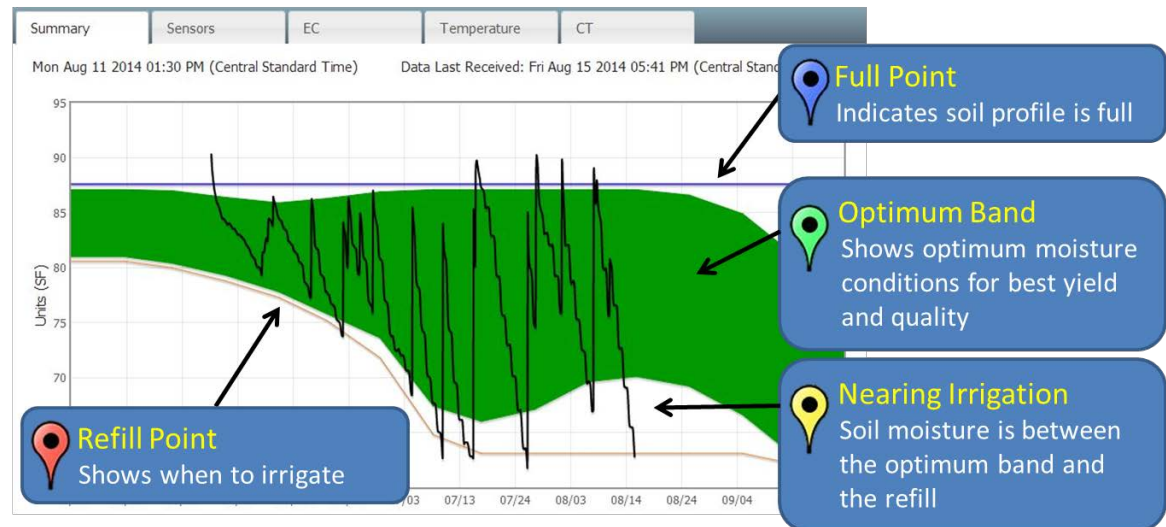 Summary
Sensors
EC
Temperature
CT
Mon Aug 11 2014 01:30 PM (Central Standard Time)
Data Last Received: Fri Aug 15 2014 05:41 PM (Central Stand
Full Point
Indicates soil profile is full
Optimum Band
Shows optimum moisture
conditions for best yield
and quality
Nearing Irrigation
Soil moisture is between
the optimum band and
the refill
Refill Point
Shows when to irrigate
Units (SF)
95
90
85
80
75
70
/03
07/13
07/24
08/03
08/14
08/24
09/04